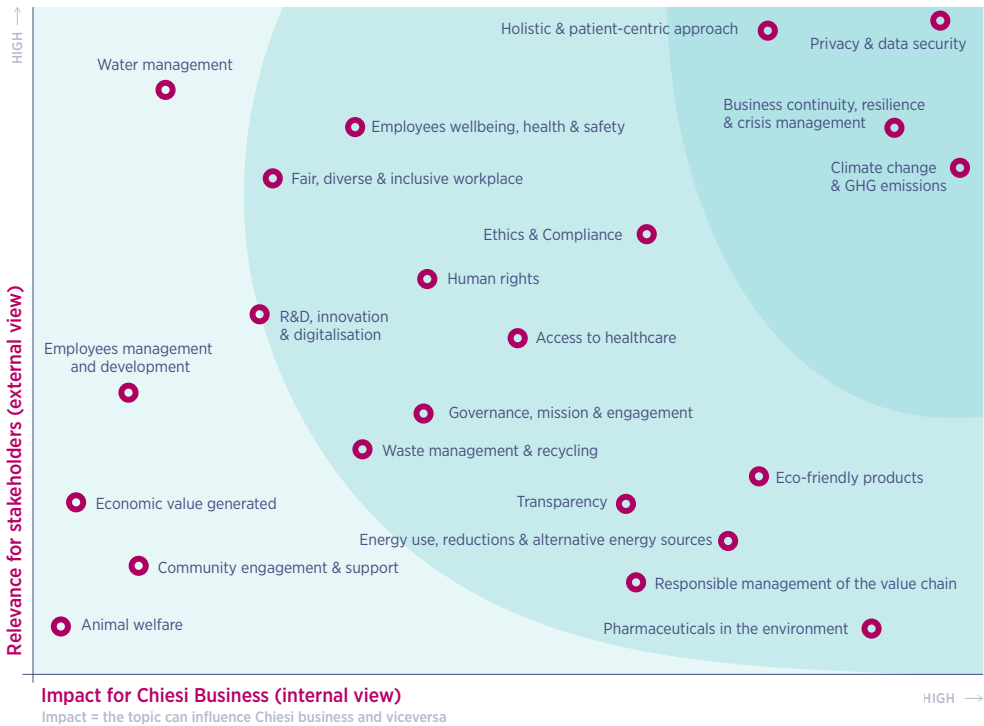 HIGH
Holistic & patient-centric approach
Privacy & data security
Water management
Business continuity, resilience
& crisis management
Employees wellbeing, health & safety
Climate change
& GHG emissions
Fair, diverse & inclusive workplace
Ethics & Compliance
Human rights
R&D, innovation
& digitalisation
Access to healthcare
Employees management
and development
Governance, mission & engagement
Waste management & recycling
Eco-friendly products
Economic value generated
Transparency
Energy use, reductions & alternative energy sources
Community engagement & support
Responsible management of the value chain
Animal welfare
Pharmaceuticals in the environment
Relevance for stakeholders (external view)
Impact for Chiesi Business (internal view)
HIGH
Impact = the topic can influence Chiesi business and viceversa